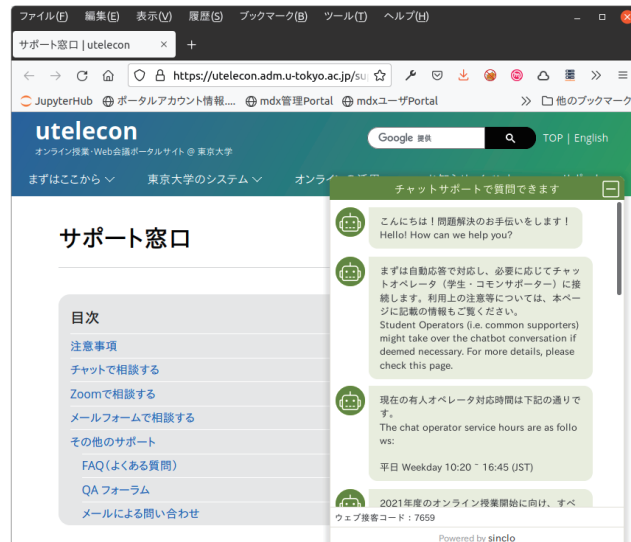 ファイル(F) 編集(E) 表示(V) 履歴(S) ブックマーク(B) ツール(T) ヘルプ(H)
サポート窓口 | utelecon × +
https://utelecon.adm.u-tokyo.ac.jp/su
JupyterHub ポータルアカウント情報.... mdx管理Portal mdxユーザPortal 他のブックマーク
utelecon
オンライン授業・Web会議ポータルサイト @ 東京大学
Google 提供
TOP | English
まずはここから 東京大学のシステム オンライン
チャットサポートで質問できます
サポート窓口
目次
注意事項
チャットで相談する
Zoomで相談する
メールフォームで相談する
その他のサポート
FAQ(よくある質問)
QA フォーラム
メールによる問い合わせ
こんにちは！問題解決のお手伝いをします！
Hello! How can we help you?
まずは自動応答で対応し、必要に応じてチャッ
トオペレータ（学生・コモンサポーター）に接
続します。利用上の注意等については、本ペー
ジに記載の情報もご覧ください。
Student Operators (i.e. common supporters)
might take over the chatbot conversation if
deemed necessary. For more details, please
check this page.
現在の有人オペレータ対応時間は下記の通りで
す。
The chat operator service hours are as follo
ws:
平日 Weekday 10:20 ~ 16:45 (JST)
2021年度のオンライン授業開始に向け、すべ
ウェブ接客コード：7659
Powered by sinclo